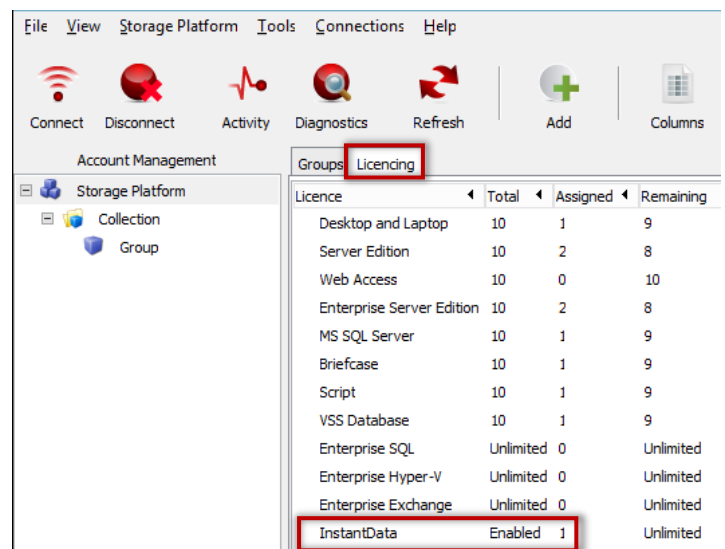 File View Storage Platform Tools Connections Help
Connect Disconnect Activity Diagnostics Refresh Add Columns
Account Management
Storage Platform
Collection
Group
Groups Licencing
Licence Total Assigned Remaining
Desktop and Laptop 10 1 9
Server Edition 10 2 8
Web Access 10 0 10
Enterprise Server Edition 10 2 8
MS SQL Server 10 1 9
Briefcase 10 1 9
Script 10 1 9
VSS Database 10 1 9
Enterprise SQL Unlimited 0 Unlimited
Enterprise Hyper-V Unlimited 0 Unlimited
Enterprise Exchange Unlimited 0 Unlimited
InstantData Enabled 1 Unlimited